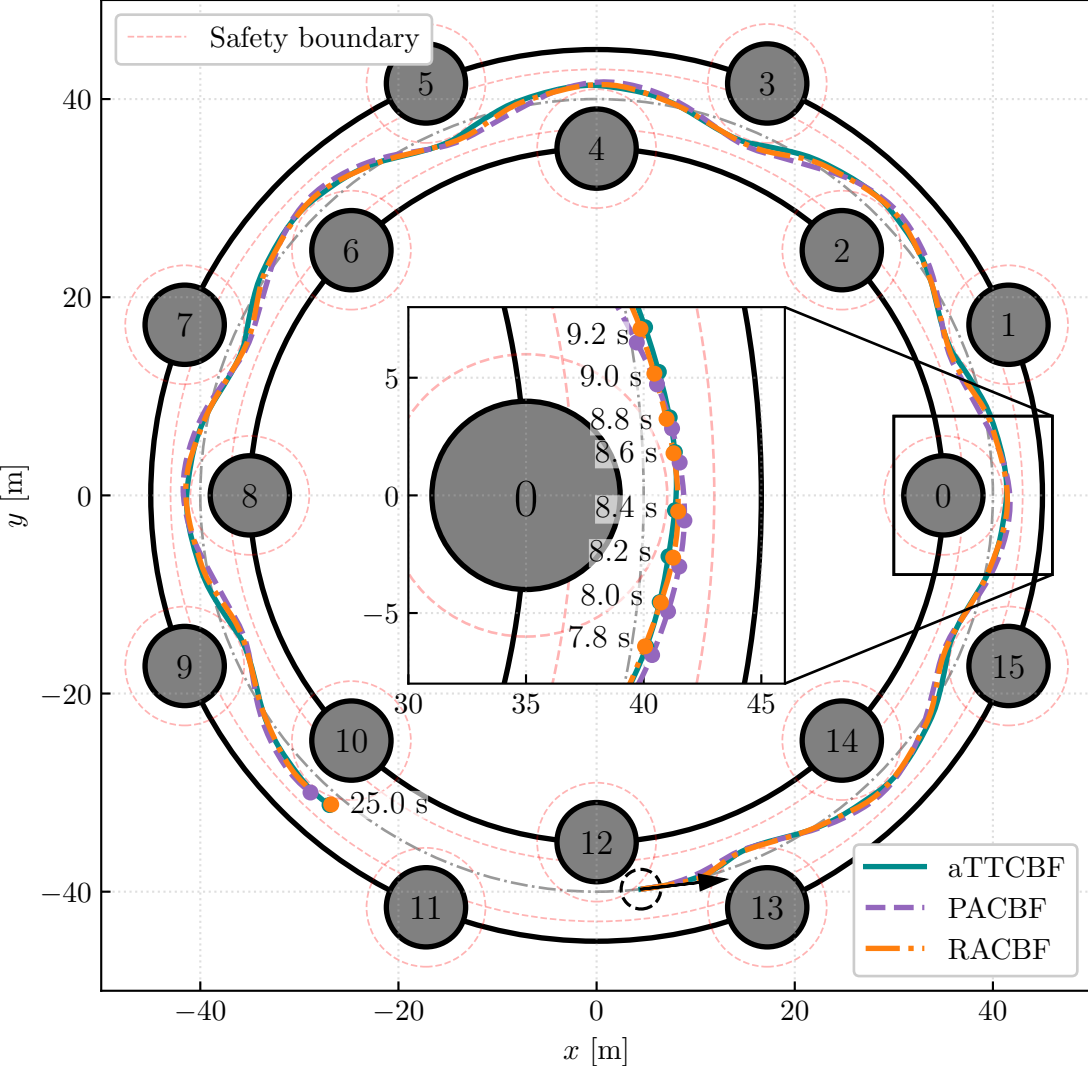 Safety boundary
5
3
40
4
6
2
20
7
1
9.2 s
9.0 s
5
8.8 s
8.6 s
0
8
0
0
8.4 s
0
8.2 s
8.0 s
−5
7.8 s
9
15
−20
30
35
40
45
10
14
25.0 s
12
−40
11
13
aTTCBF
PACBF
RACBF
−40
−20
0
20
40
x [m]
y [m]